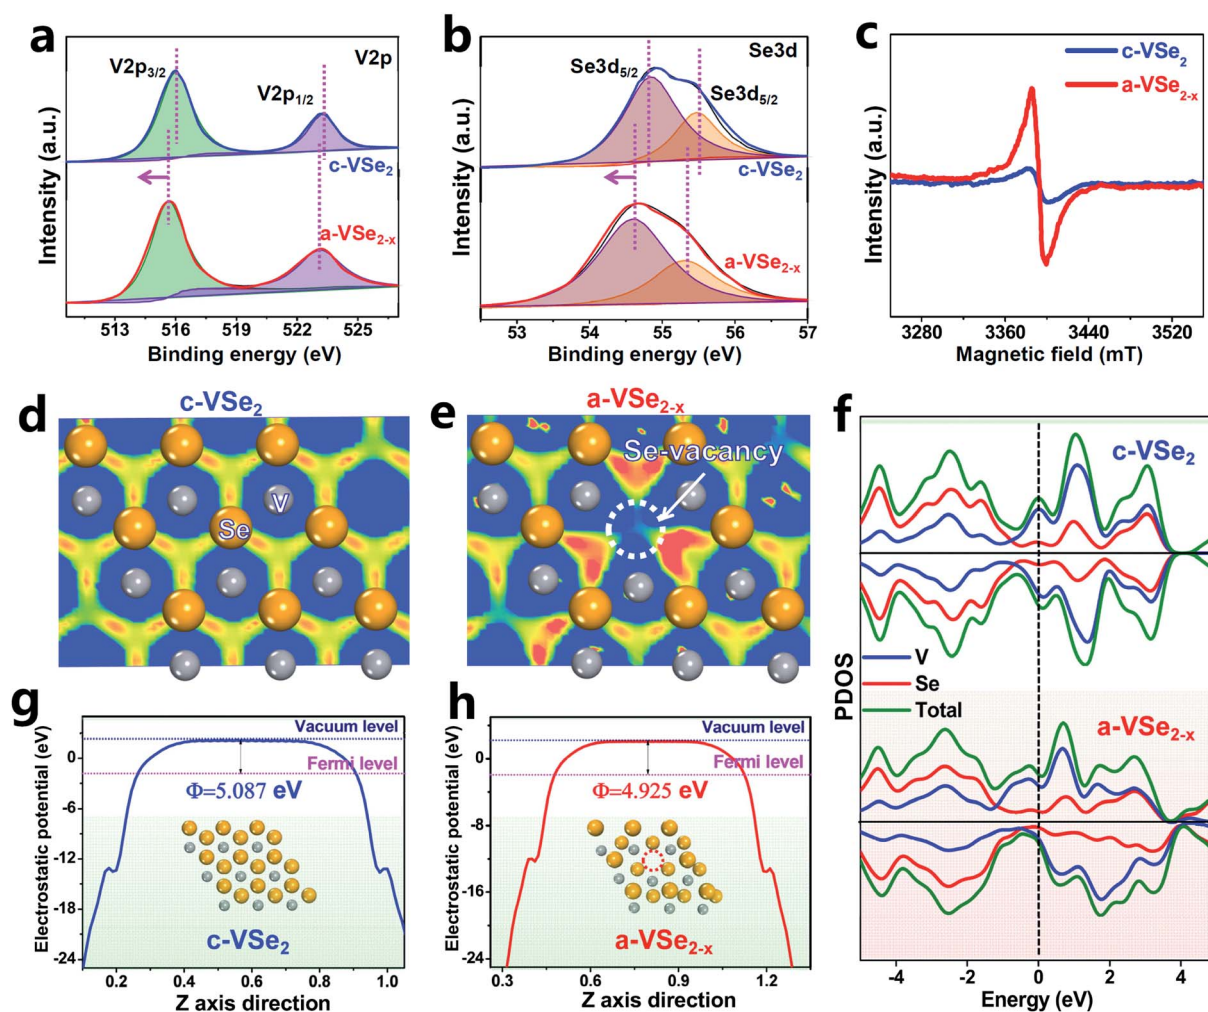 a
V2p
V2p3/2
V2p1/2
c-VSe2
a-VSe2-x
Intensity (a.u.)
513 516 519 522 525
Binding energy (eV)
b
Se3d
Se3d5/2
Se3d5/2
c-VSe2
a-VSe2-x
Intensity (a.u.)
53 54 55 56 57
Binding energy (eV)
c
c-VSe2
a-VSe2-x
Intensity (a.u.)
3280 3360 3440 3520
Magnetic field (mT)
d
c-VSe2
V
Se
e
a-VSe2-x
Se-vacancy
f
c-VSe2
V
Se
Total
a-VSe2-x
PDOS
-4 -2 0 2 4
Energy (eV)
g
Vacuum level
Fermi level
Φ=5.087 eV
c-VSe2
Electrostatic potential (eV)
0
-6
-12
-18
-24
0.2 0.4 0.6 0.8 1.0
Z axis direction
h
Vacuum level
Fermi level
Φ=4.925 eV
a-VSe2-x
Electrostatic potential (eV)
0
-8
-16
-24
0.3 0.6 0.9 1.2
Z axis direction